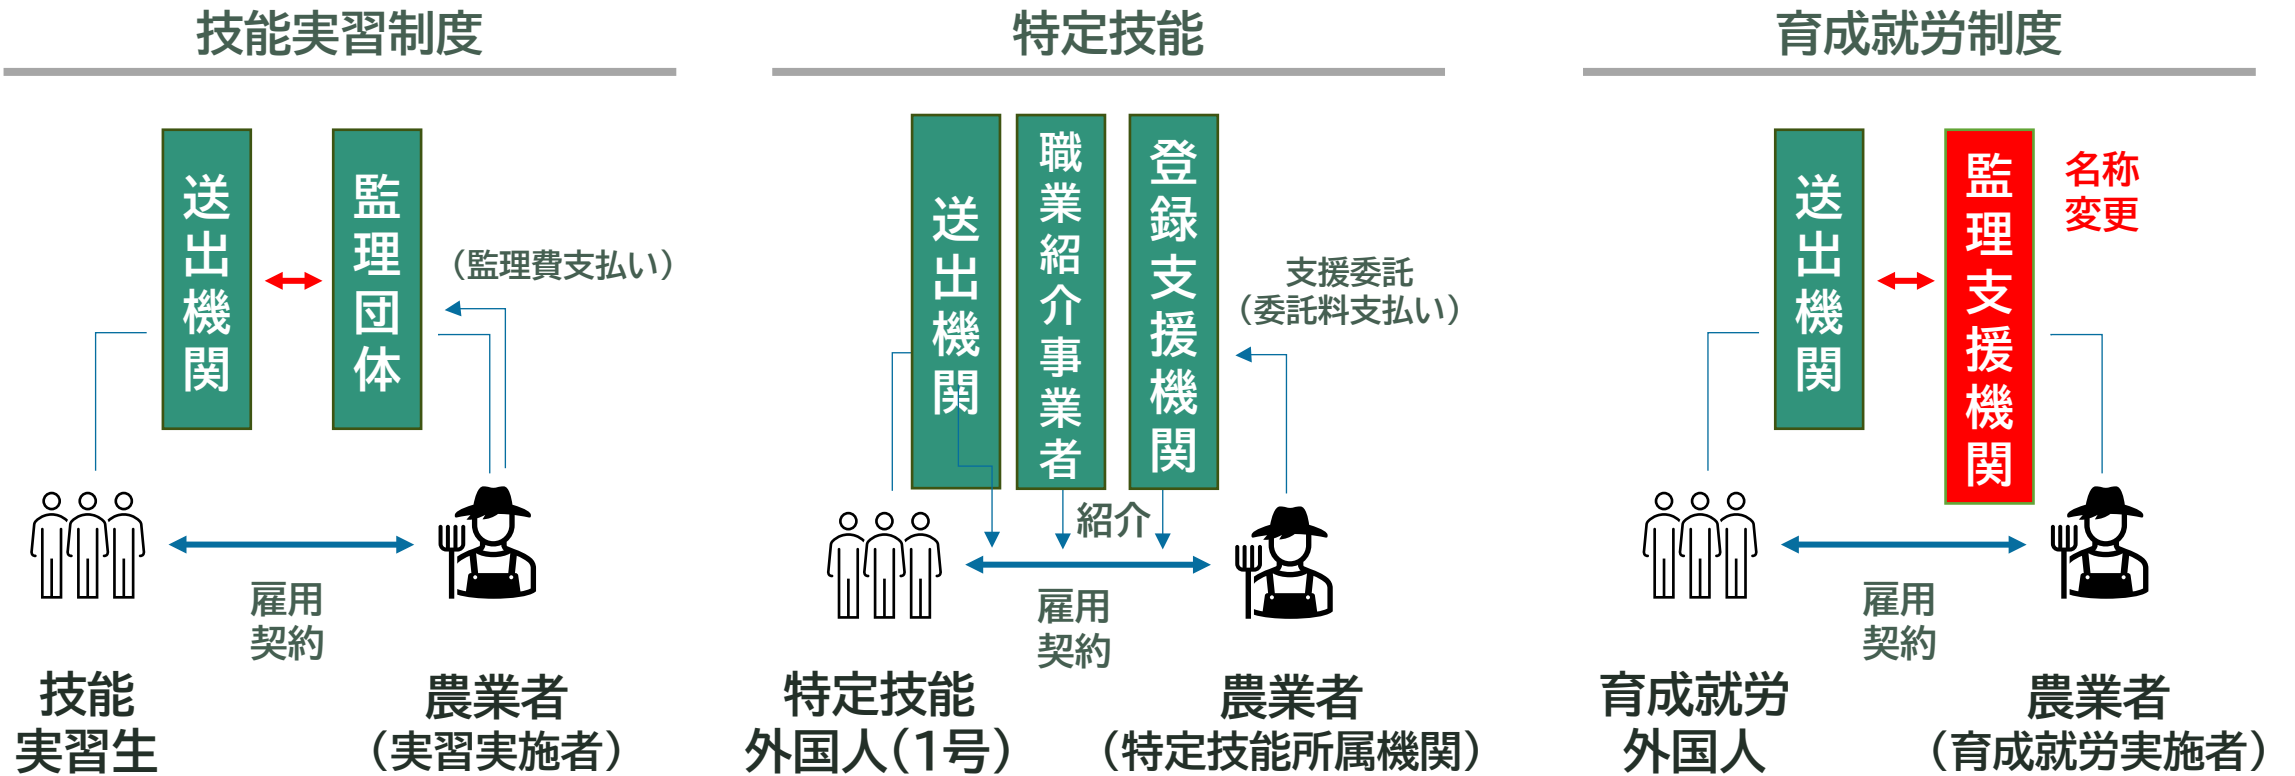 技能実習制度
送出機関
監理団体
（監理費支払い）
雇用
契約
技能
実習生
農業者
（実習実施者）
特定技能
送出機関
職業紹介事業者
登録支援機関
支援委託
（委託料支払い）
紹介
雇用
契約
特定技能
外国人（1号）
農業者
（特定技能所属機関）
育成就労制度
送出機関
監理支援機関
名称
変更
雇用
契約
育成就労
外国人
農業者
（育成就労実施者）